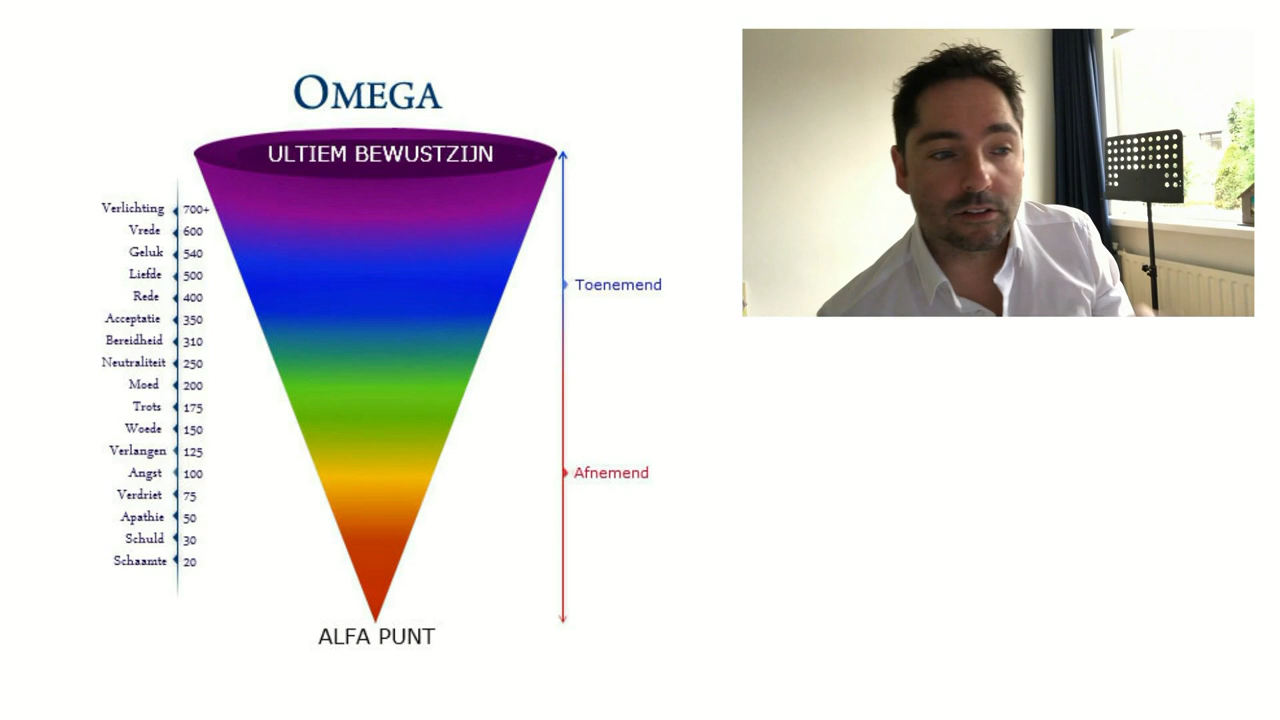 OMEGA
ULTIEM BEWUSTZIJN
Verlichting 700+
Vrede 600
Geluk 540
Liefde 500
Rede 400
Acceptatie 350
Bereidheid 310
Neutraliteit 250
Moed 200
Trots 175
Woede 150
Verlangen 125
Angst 100
Verdriet 75
Apathie 50
Schuld 30
Schaamte 20
Toenemend
Afnemend
ALFA PUNT